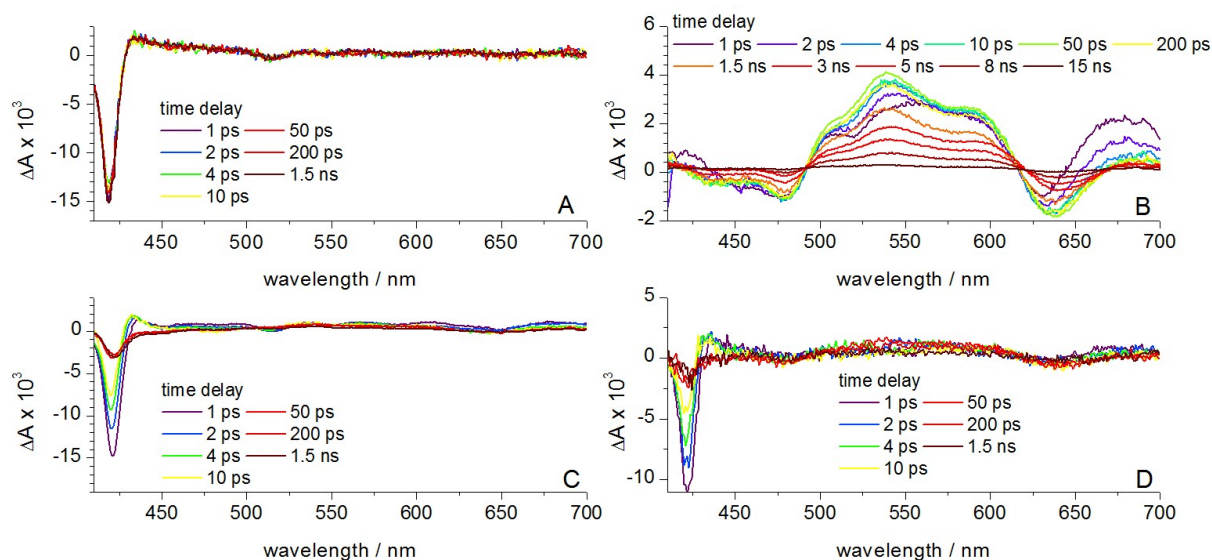 0
-5
-10
-15
ΔA x 10³
time delay
1 ps 50 ps
2 ps 200 ps
4 ps 1.5 ns
10 ps
A
450 500 550 600 650 700
wavelength / nm
6
4
2
0
-2
ΔA x 10³
time delay
1 ps 2 ps 4 ps 10 ps 50 ps 200 ps
1.5 ns 3 ns 5 ns 8 ns 15 ns
B
450 500 550 600 650 700
wavelength / nm
0
-5
-10
-15
ΔA x 10³
time delay
1 ps 50 ps
2 ps 200 ps
4 ps 1.5 ns
10 ps
C
450 500 550 600 650 700
wavelength / nm
5
0
-5
-10
ΔA x 10³
time delay
1 ps 50 ps
2 ps 200 ps
4 ps 1.5 ns
10 ps
D
450 500 550 600 650 700
wavelength / nm